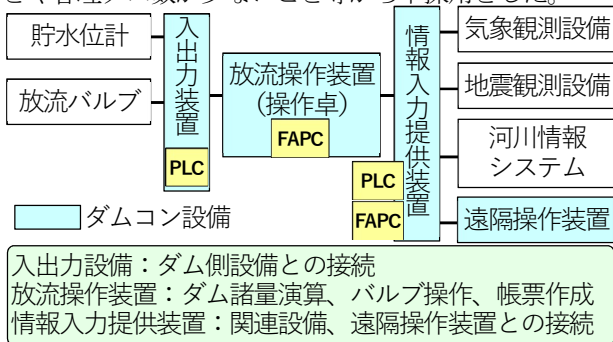 貯水位計
放流バルブ
入出力装置
PLC
放流操作装置
(操作卓)
FAPC
情報入力提供装置
PLC
FAPC
気象観測設備
地震観測設備
河川情報
システム
遠隔操作装置
ダムコン設備
入出力設備：ダム側設備との接続
放流操作装置：ダム諸量演算、バルブ操作、帳票作成
情報入力提供装置：関連設備、遠隔操作装置との接続